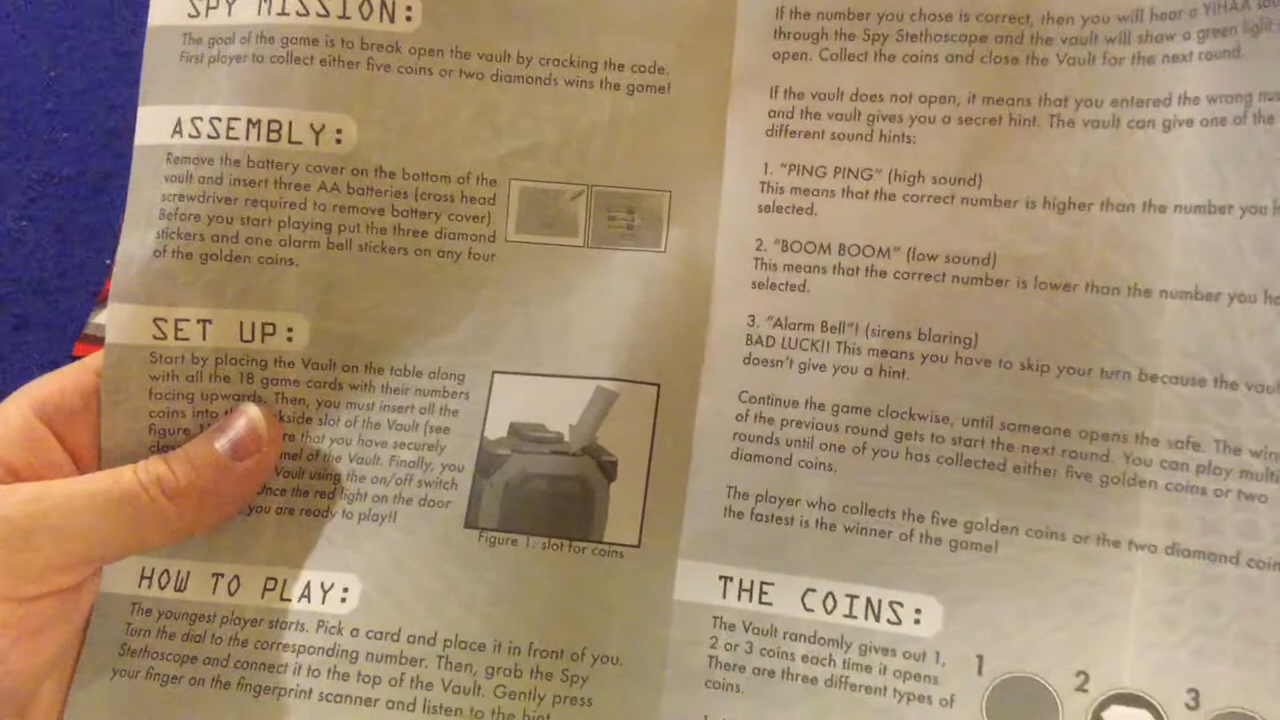 SPY MISSION:
The goal of the game is to break open the vault by cracking the code.
First player to collect either five coins or two diamonds wins the game!
ASSEMBLY:
Remove the battery cover on the bottom of the
vault and insert three AA batteries (cross head
screwdriver required to remove battery cover).
Before you start playing put the three diamond
stickers and one alarm bell stickers on any four
of the golden coins.
SET UP:
Start by placing the Vault on the table along
with all the 18 game cards with their numbers
facing upwards. Then, you must insert all the
coins into slot of the Vault (see
figure that you have securely
of the Vault. Finally, you
Vault using the on/off switch
Once the red light on the door
you are ready to play!!
Figure 1: slot for coins
HOW TO PLAY:
The youngest player starts. Pick a card and place it in front of you.
Turn the dial to the corresponding number. Then, grab the Spy
Stethoscope and connect it to the top of the Vault. Gently press
your finger on the fingerprint scanner and listen to the
If the number you chose is correct, then you will hear a YIHAA
through the Spy Stethoscope and the vault will show a green light
open. Collect the coins and close the Vault for the next round.
If the vault does not open, it means that you entered the wrong
and the vault gives you a secret hint. The vault can give one of the
different sound hints:
1. "PING PING" (high sound)
This means that the correct number is higher than the number you
selected.
2. "BOOM BOOM" (low sound)
This means that the correct number is lower than the number you
selected.
3. "Alarm Bell"! (sirens blaring)
BAD LUCK!! This means you have to skip your turn because the
doesn't give you a hint.
Continue the game clockwise, until someone opens the safe. The
of the previous round gets to start the next round. You can play
rounds until one of you has collected either five golden coins or two
diamond coins.
The player who collects the five golden coins or the two diamond
the fastest is the winner of the game!
THE COINS:
The Vault randomly gives out 1,
2 or 3 coins each time it opens.
There are three different types of
coins.
1 2 3